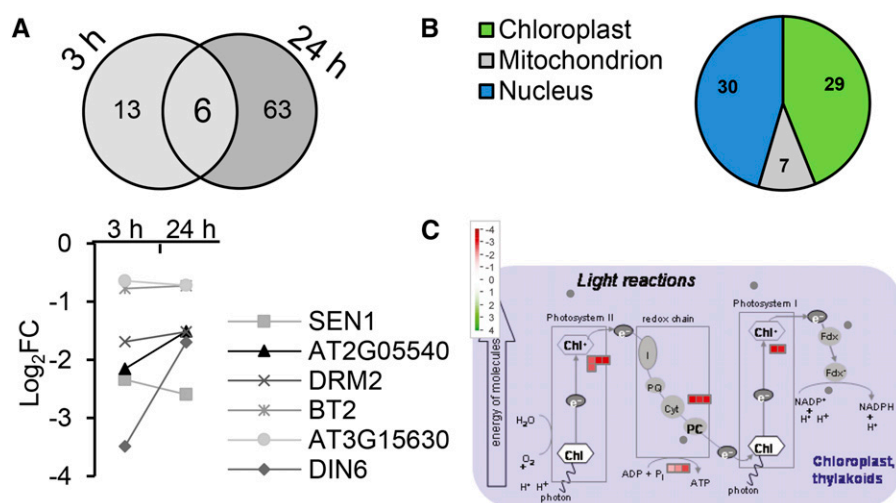 A
3 h
24 h
13
6
63
3 h 24 h
0
-1
-2
-3
-4
Log2FC
SEN1
AT2G05540
DRM2
BT2
AT3G15630
DIN6
B
Chloroplast
Mitochondrion
Nucleus
30
29
7
C
-4
-3
-2
-1
0
1
2
3
4
Light reactions
energy of molecules
Photosystem II
redox chain
Photosystem I
Chl*
e-
I
PQ
Cyt
PC
e-
Chl
H2O
O2
+
H+ H+
photon
ADP + Pi
ATP
e-
Chl*
e-
Chl
photon
e-
Fdx
Fdx-
NADP+
+
H+ H+
NADPH
+
H+
Chloroplast,
thylakoids